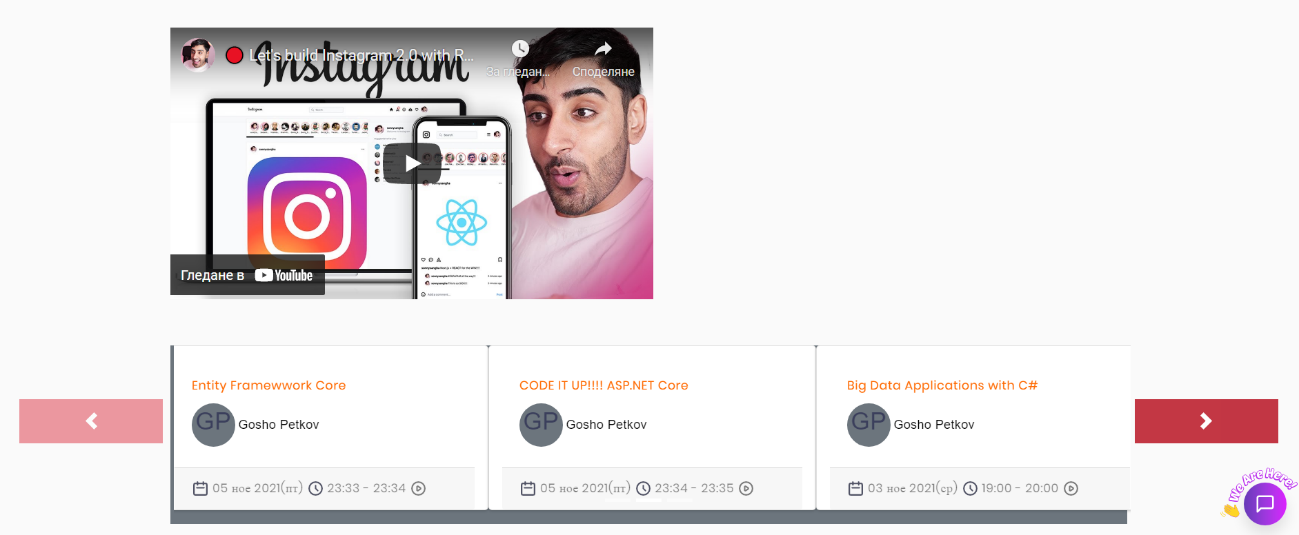 Let's build Instagram 2.0 with R...
Instagram
За гледан...
Споделяне
Гледане в YouTube
Entity Framewwork Core
GP Gosho Petkov
05 ное 2021(пт) 23:33 - 23:34
CODE IT UP!!!! ASP.NET Core
GP Gosho Petkov
05 ное 2021(пт) 23:34 - 23:35
Big Data Applications with C#
GP Gosho Petkov
03 ное 2021(ср) 19:00 - 20:00
We Are Here!